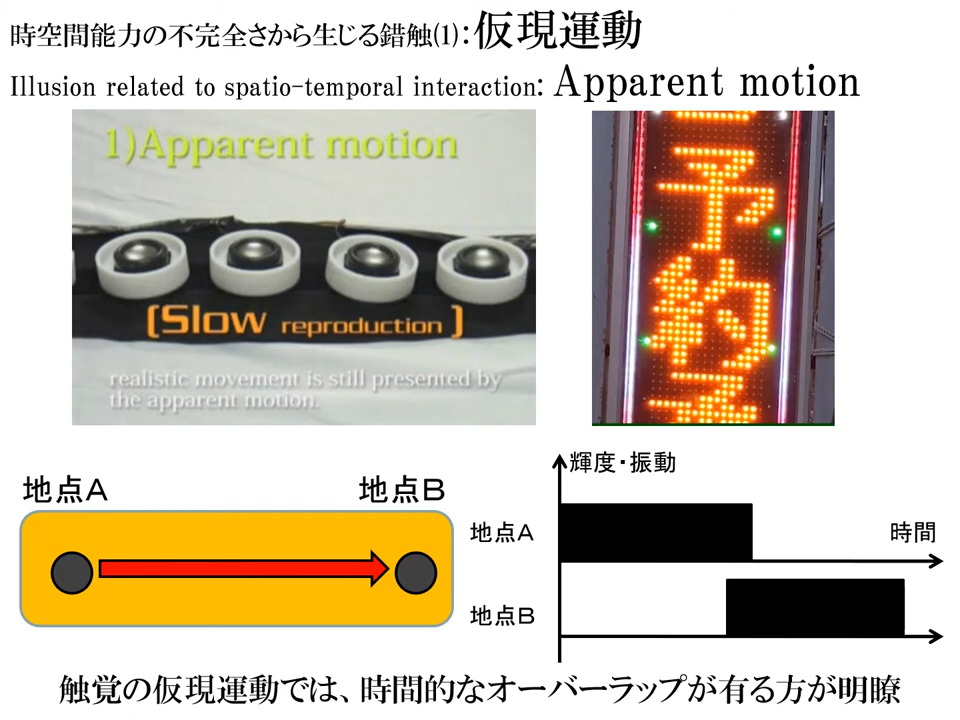 時空間能力の不完全さから生じる錯触(1):仮現運動
Illusion related to spatio-temporal interaction: Apparent motion
1)Apparent motion
[Slow reproduction]
realistic movement is still presented by
the apparent motion.
予
約
地点A
地点B
輝度・振動
地点A
時間
地点B
触覚の仮現運動では、時間的なオーバーラップが有る方が明瞭